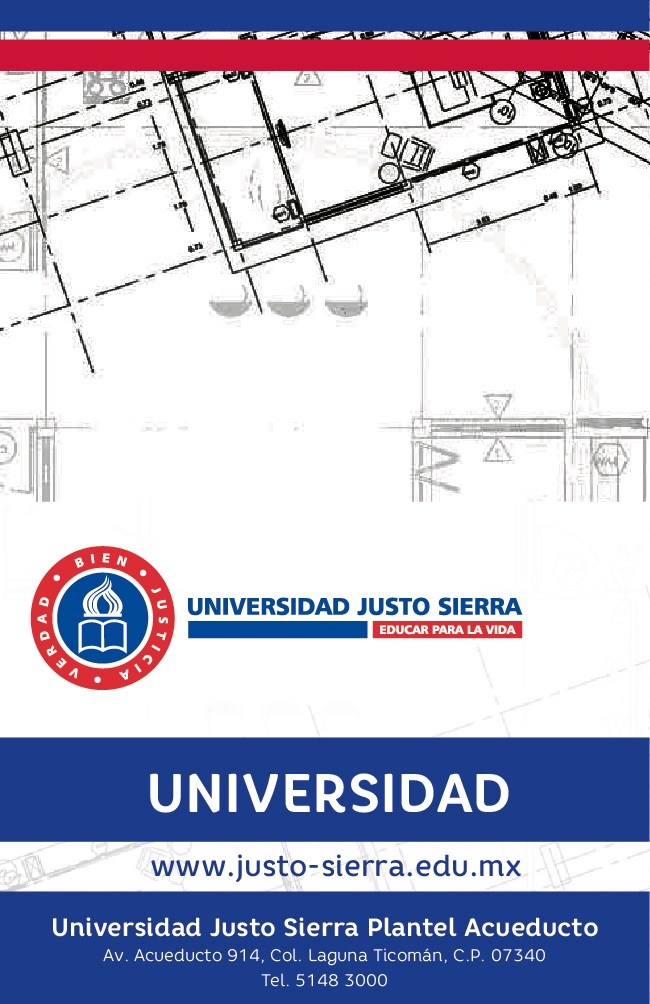 BIEN
JUSTICIA
VERDAD
UNIVERSIDAD JUSTO SIERRA
EDUCAR PARA LA VIDA
UNIVERSIDAD
www.justo-sierra.edu.mx
Universidad Justo Sierra Plantel Acueducto
Av. Acueducto 914, Col. Laguna Ticomán, C.P. 07340
Tel. 5148 3000